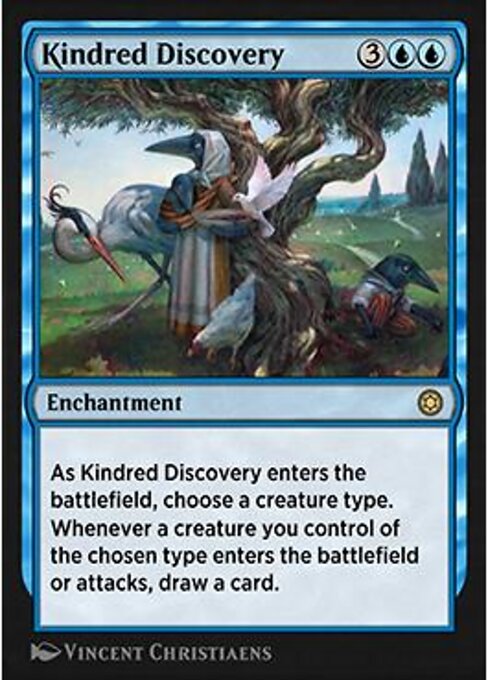 Kindred Discovery 3
Enchantment
As Kindred Discovery enters the
battlefield, choose a creature type.
Whenever a creature you control of
the chosen type enters the battlefield
or attacks, draw a card.
Vincent Christiaens